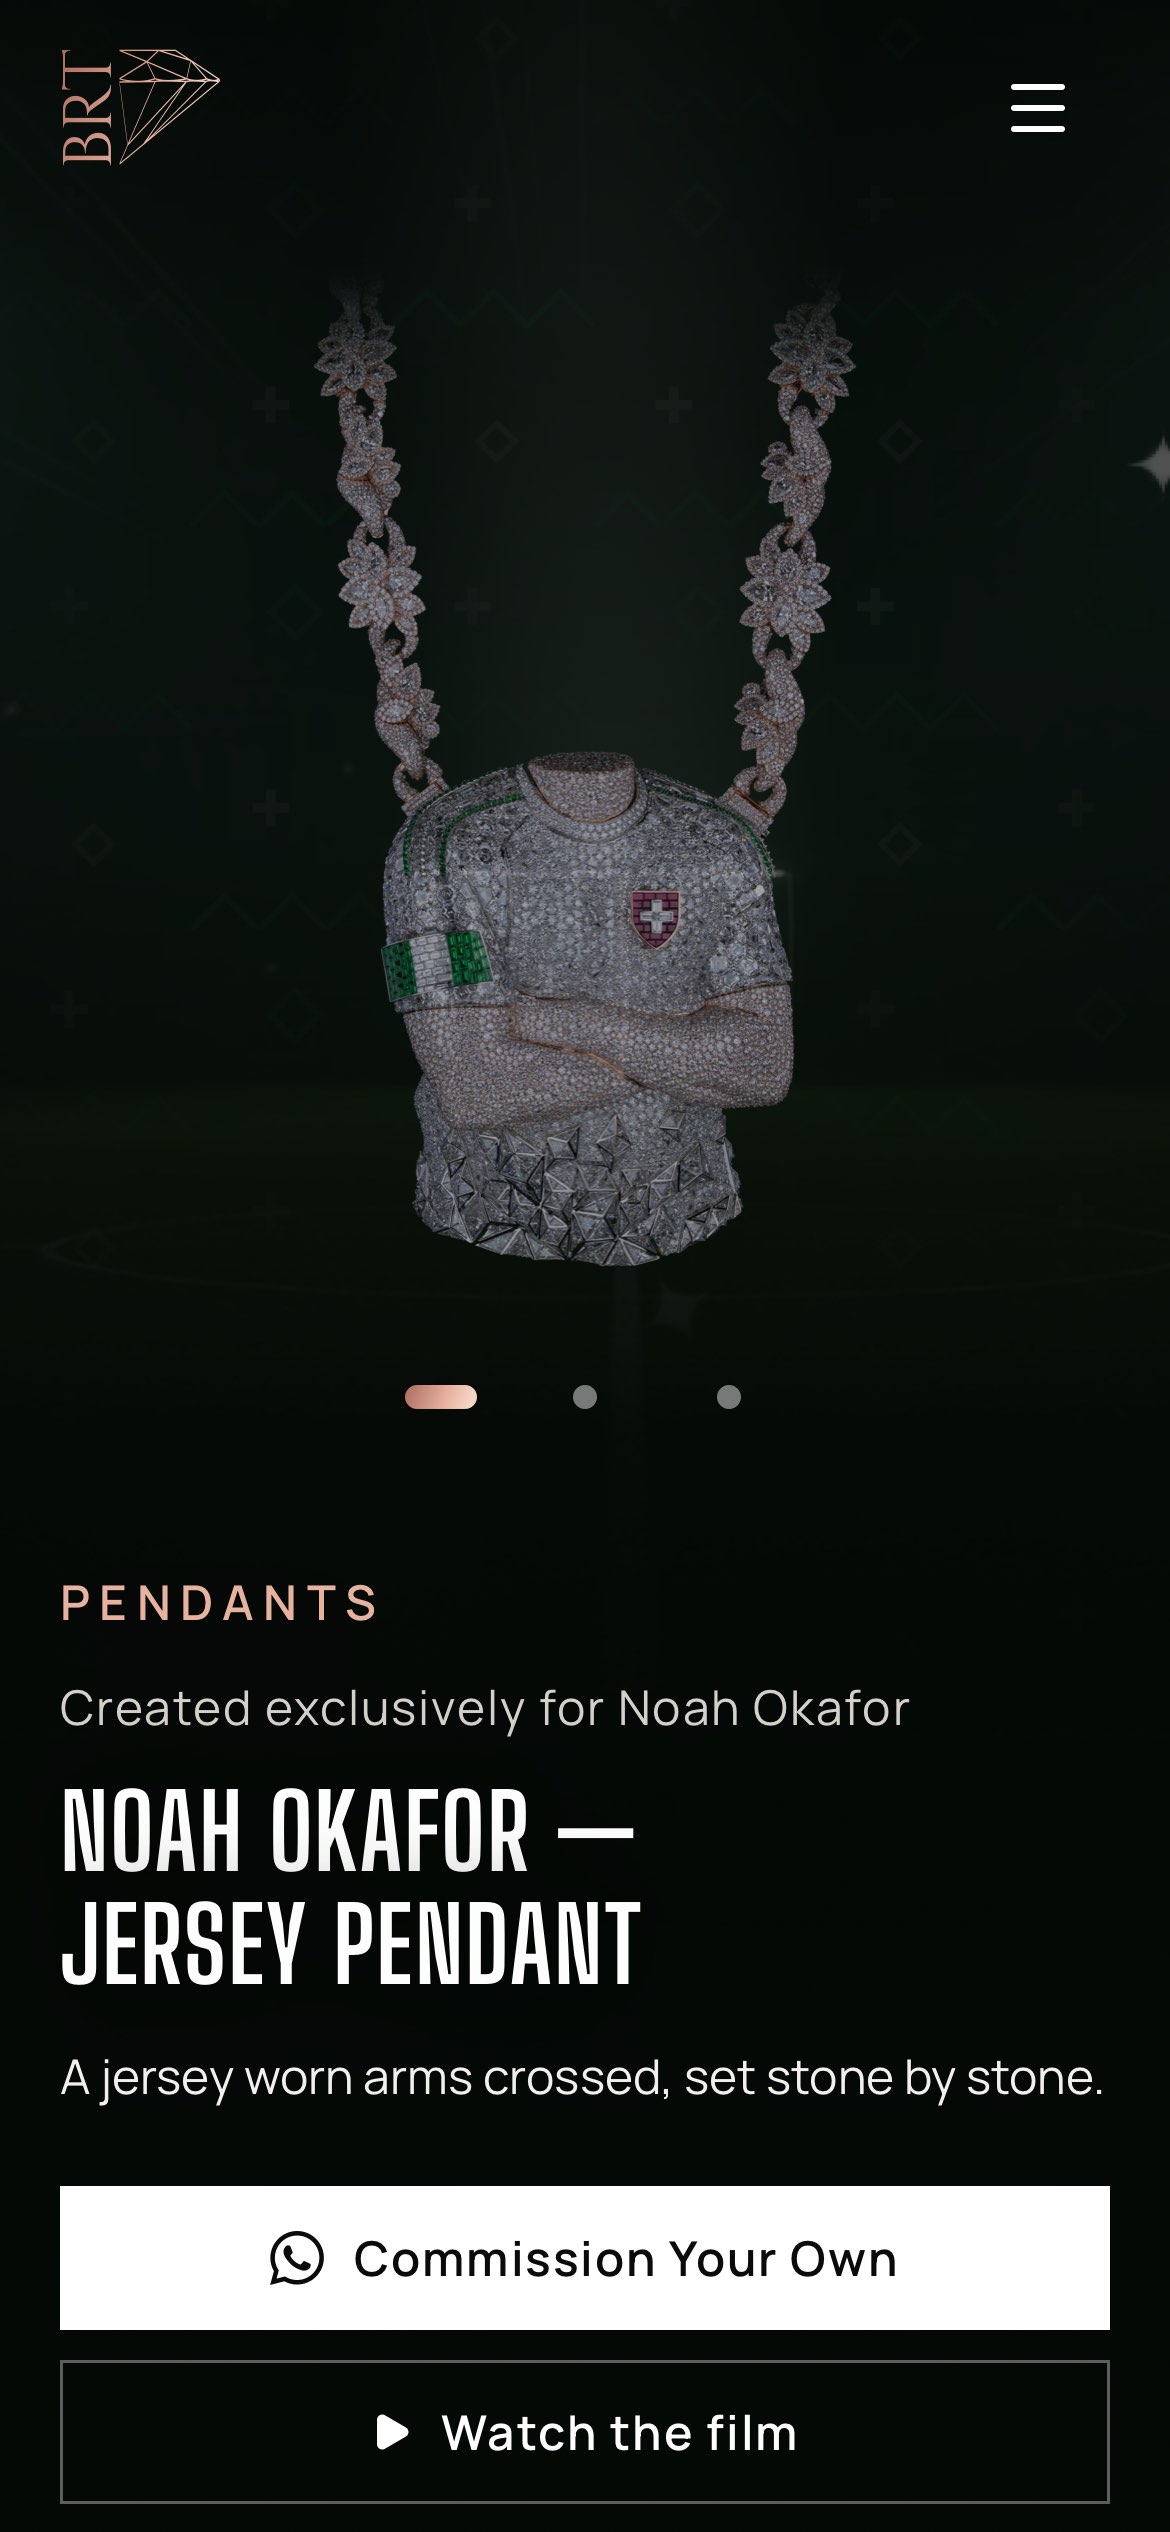 BRT
PENDANTS
Created exclusively for Noah Okafor
NOAH OKAFOR —
JERSEY PENDANT
A jersey worn arms crossed, set stone by stone.
Commission Your Own
Watch the film